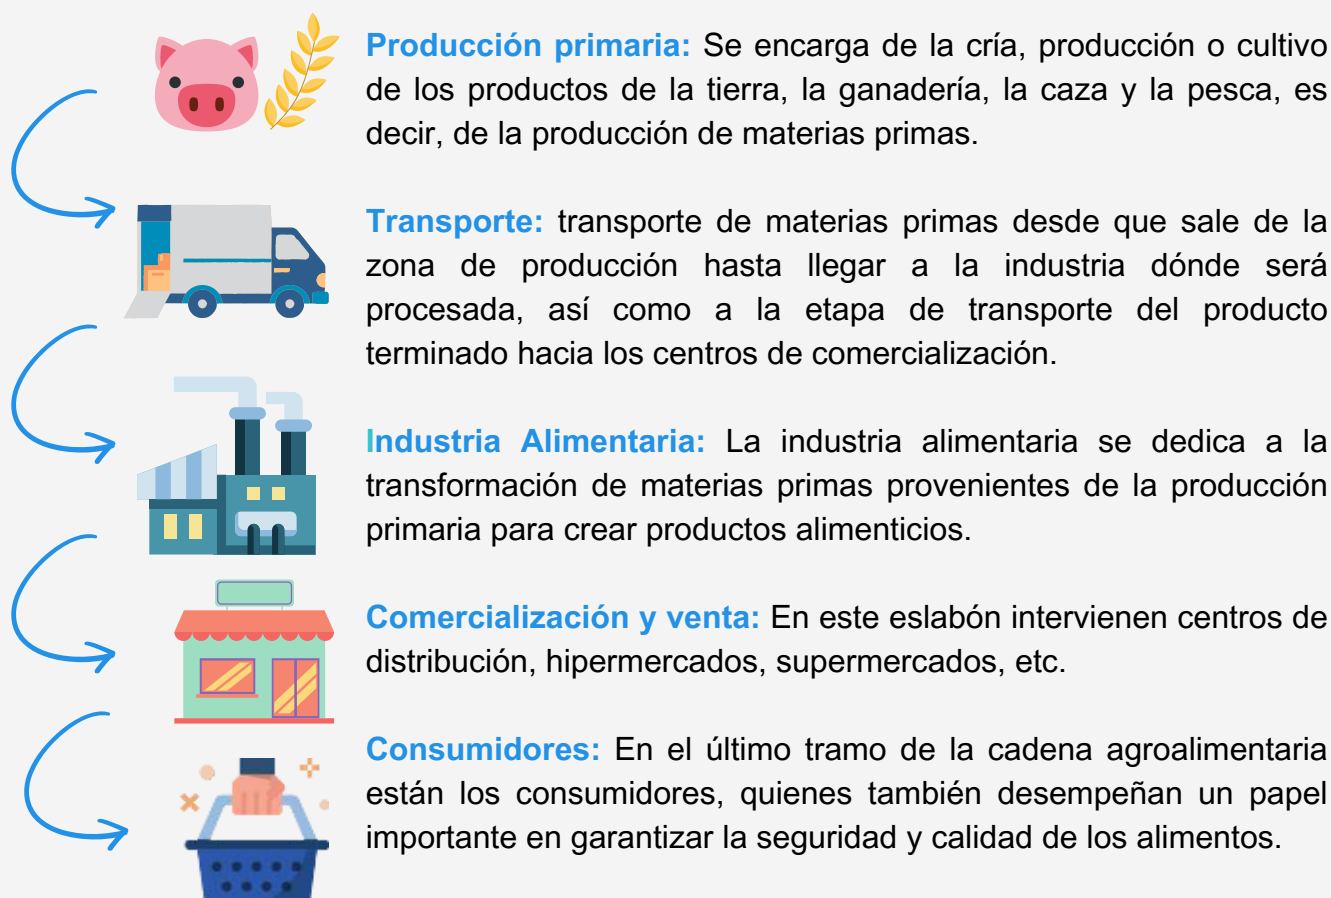 Producción primaria: Se encarga de la cría, producción o cultivo
de los productos de la tierra, la ganadería, la caza y la pesca, es
decir, de la producción de materias primas.
Transporte: transporte de materias primas desde que sale de la
zona de producción hasta llegar a la industria dónde será
procesada, así como a la etapa de transporte del producto
terminado hacia los centros de comercialización.
Industria Alimentaria: La industria alimentaria se dedica a la
transformación de materias primas provenientes de la producción
primaria para crear productos alimenticios.
Comercialización y venta: En este eslabón intervienen centros de
distribución, hipermercados, supermercados, etc.
Consumidores: En el último tramo de la cadena agroalimentaria
están los consumidores, quienes también desempeñan un papel
importante en garantizar la seguridad y calidad de los alimentos.